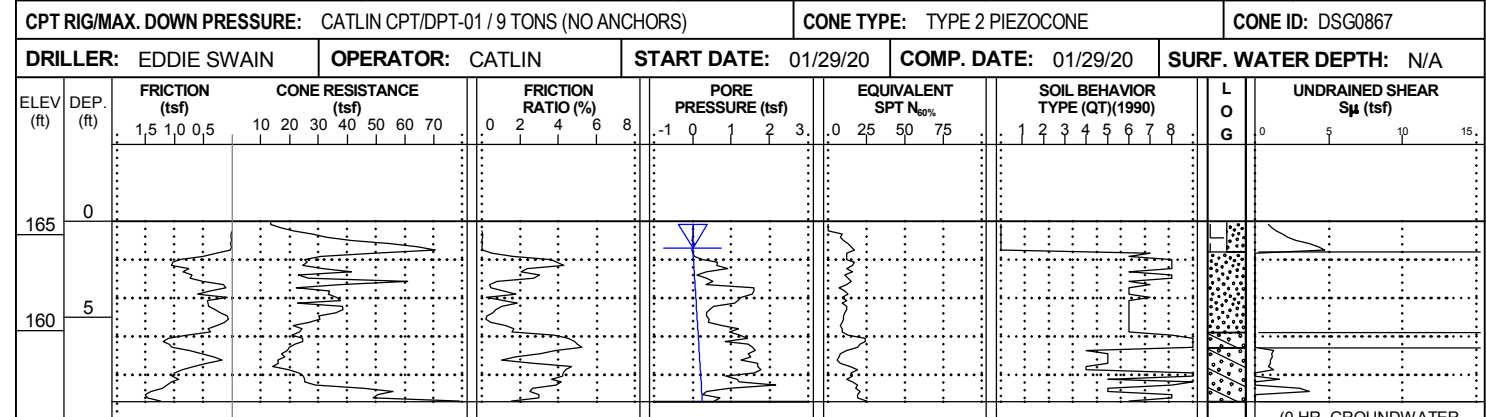 CPT RIG/MAX. DOWN PRESSURE: CATLIN CPT/DPT-01 / 9 TONS (NO ANCHORS) CONE TYPE: TYPE 2 PIEZOCONE CONE ID: DSG0867
DRILLER: EDDIE SWAIN OPERATOR: CATLIN START DATE: 01/29/20 COMP. DATE: 01/29/20 SURF. WATER DEPTH: N/A
ELEV (ft)
DEP. (ft)
FRICTION (tsf)
1,5 1,0 0,5
CONE RESISTANCE (tsf)
10 20 30 40 50 60 70
FRICTION RATIO (%)
0 2 4 6 8
PORE PRESSURE (tsf)
-1 0 1 2 3
EQUIVALENT SPT N60%
0 25 50 75
SOIL BEHAVIOR TYPE (QT)(1990)
1 2 3 4 5 6 7 8
L
O
G
UNDRAINED SHEAR
Sμ (tsf)
0 5 10 15
0
165
5
160
(0 HR. GROUNDWATER